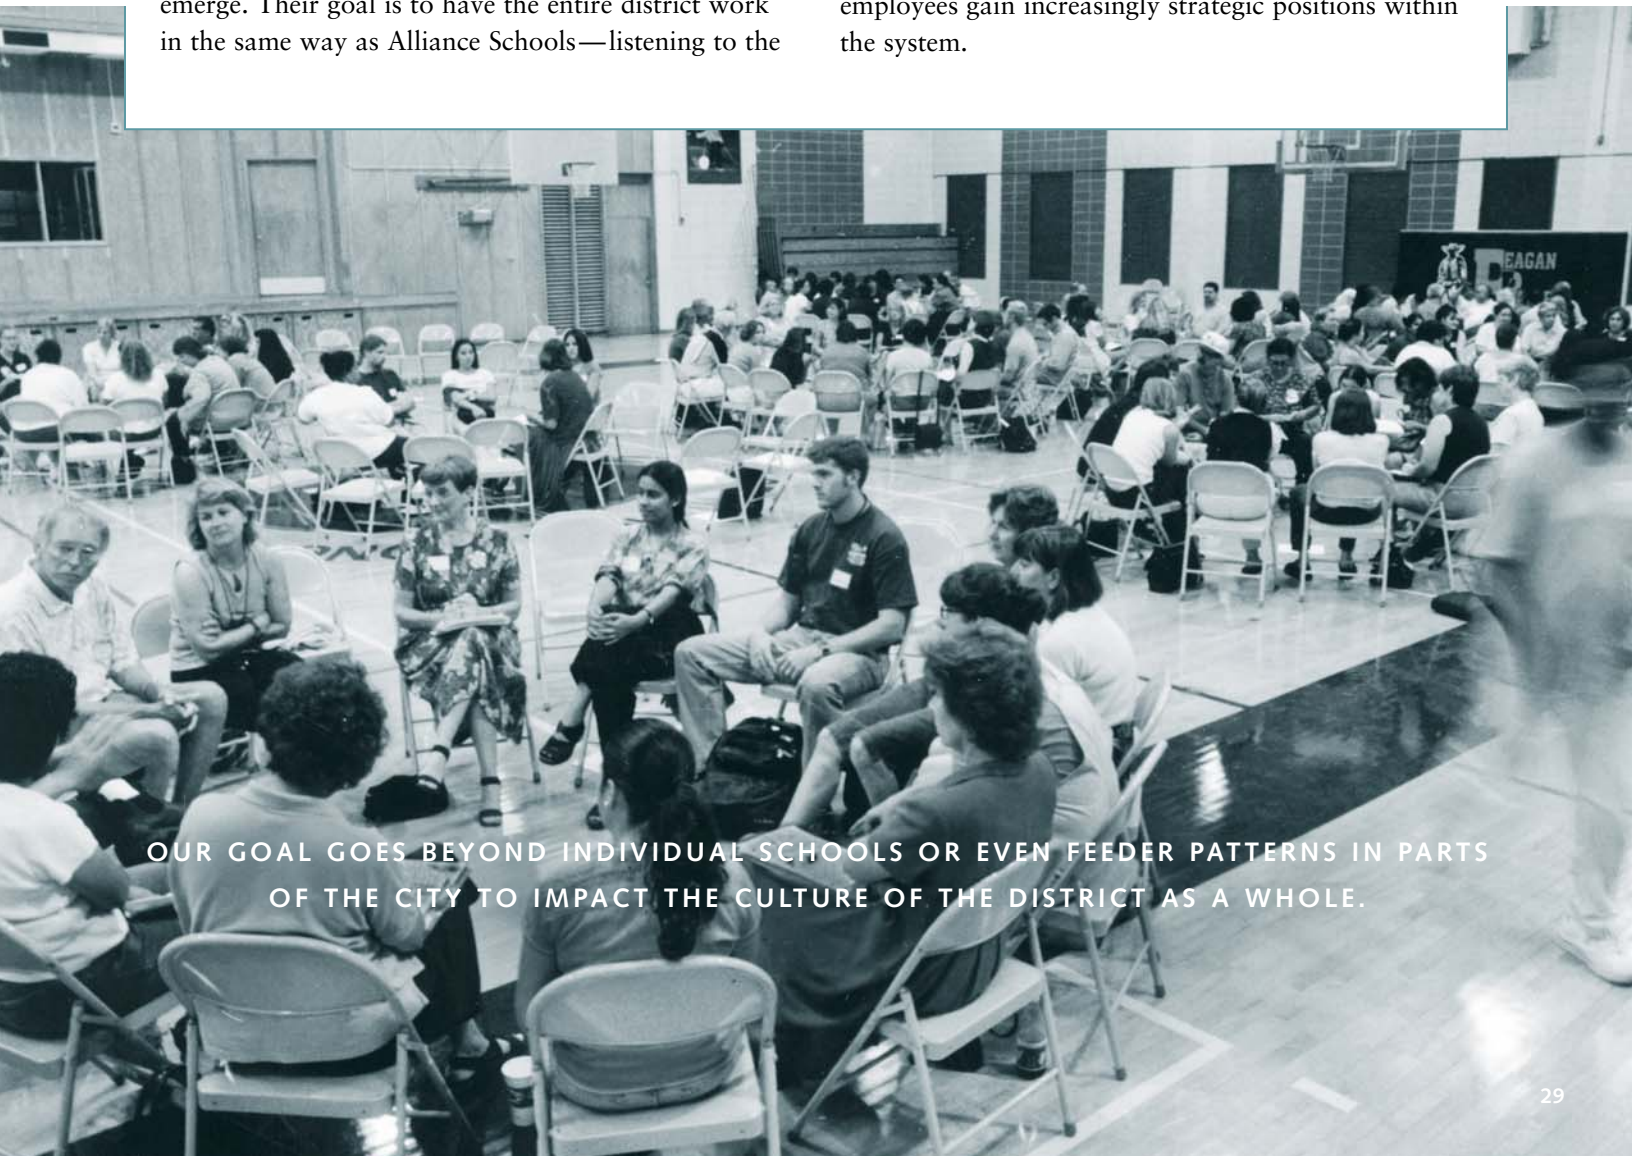 emerge. Their goal is to have the entire district work
in the same way as Alliance Schools—listening to the
employees gain increasingly strategic positions within
the system.
EAGAN
OUR GOAL GOES BEYOND INDIVIDUAL SCHOOLS OR EVEN FEEDER PATTERNS IN PARTS
OF THE CITY TO IMPACT THE CULTURE OF THE DISTRICT AS A WHOLE.
29